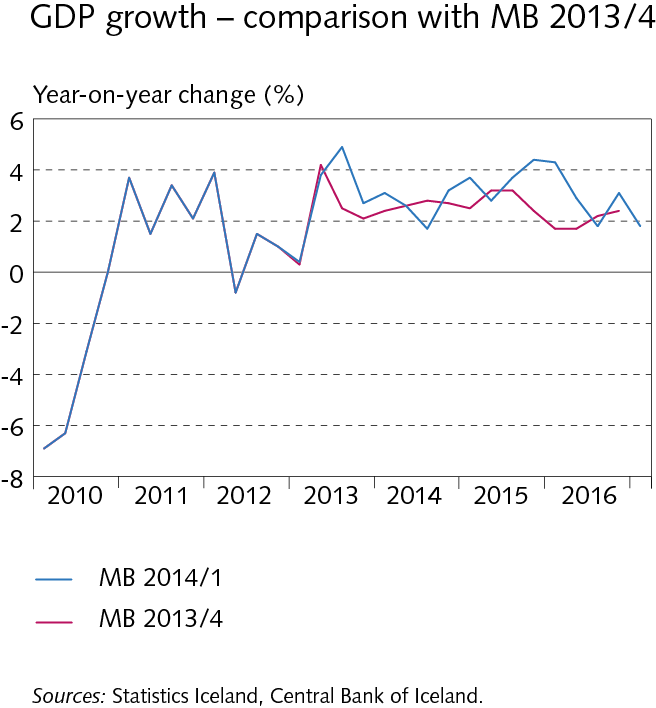 GDP growth – comparison with MB 2013/4
Year-on-year change (%)
6
4
2
0
-2
-4
-6
-8
2010 2011 2012 2013 2014 2015 2016
MB 2014/1
MB 2013/4
Sources: Statistics Iceland, Central Bank of Iceland.